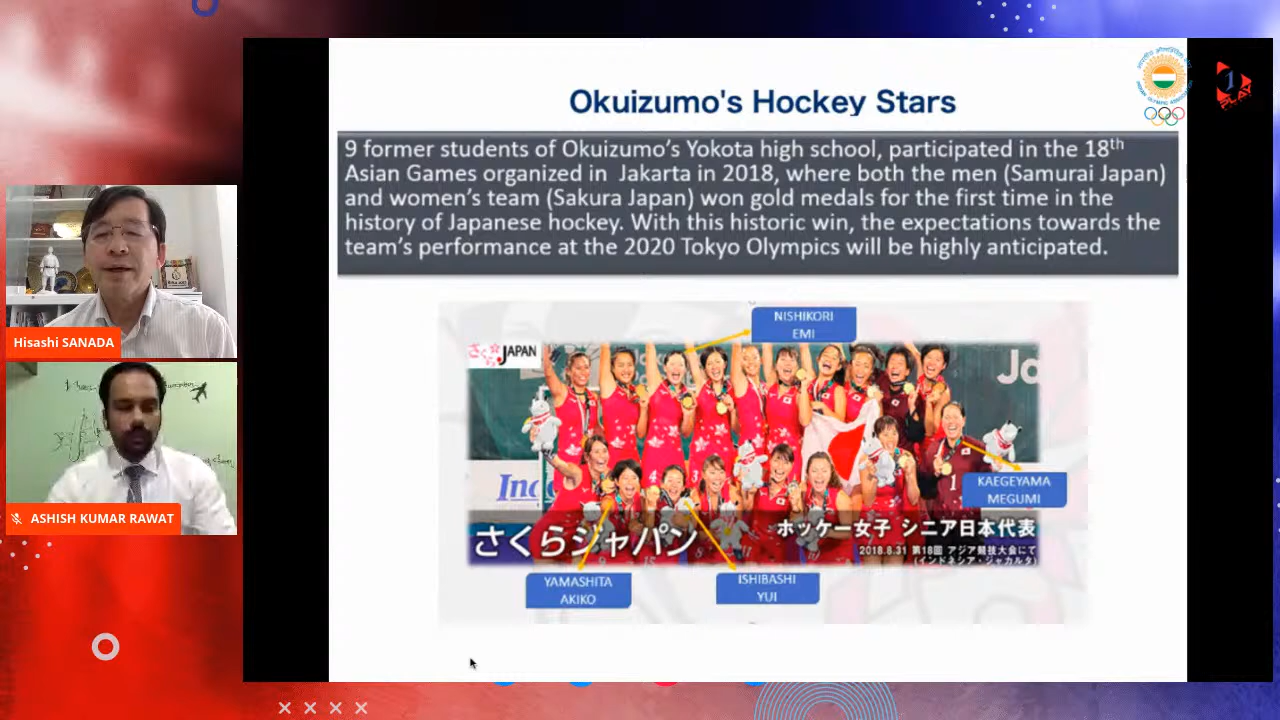 Okuizumo's Hockey Stars
9 former students of Okuizumo's Yokota high school, participated in the 18th
Asian Games organized in Jakarta in 2018, where both the men (Samurai Japan)
and women's team (Sakura Japan) won gold medals for the first time in the
history of Japanese hockey. With this historic win, the expectations towards the
team's performance at the 2020 Tokyo Olympics will be highly anticipated.
NISHIKORI
EMI
さくら JAPAN
Jo
KAEGEYAMA
MEGUMI
さくらジャパン
ホッケー女子 シニア日本代表
2018.8.31 第18回 アジア競技大会にて
(インドネシア・ジャカルタ)
YAMASHITA
AKIKO
ISHIBASHI
YUI
Hisashi SANADA
ASHISH KUMAR RAWAT
1
PLAY